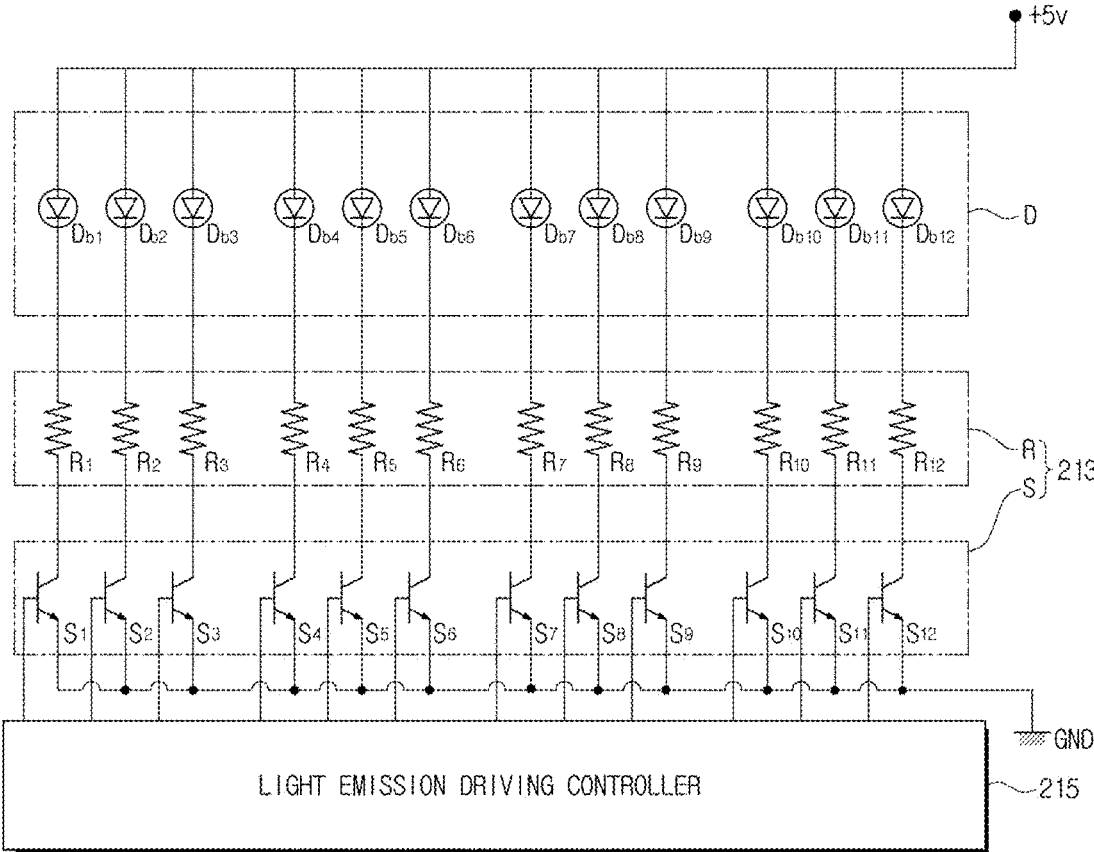 +5v
Db1 Db2 Db3 Db4 Db5 Db6 Db7 Db8 Db9 Db10 Db11 Db12
D
R1 R2 R3 R4 R5 R6 R7 R8 R9 R10 R11 R12
R
S
213
S1 S2 S3 S4 S5 S6 S7 S8 S9 S10 S11 S12
GND
LIGHT EMISSION DRIVING CONTROLLER
215